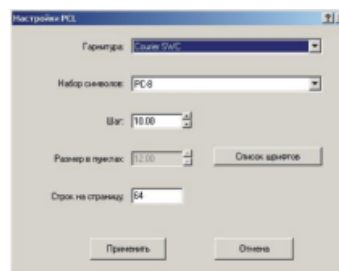 Настройки PCL
Гарнитура: Courier SWC
Набор символов: PC-8
Шаг: 10.00
Размер в пунктах: 12.00
Список шрифтов
Строк на страницу: 64
Применить Отмена